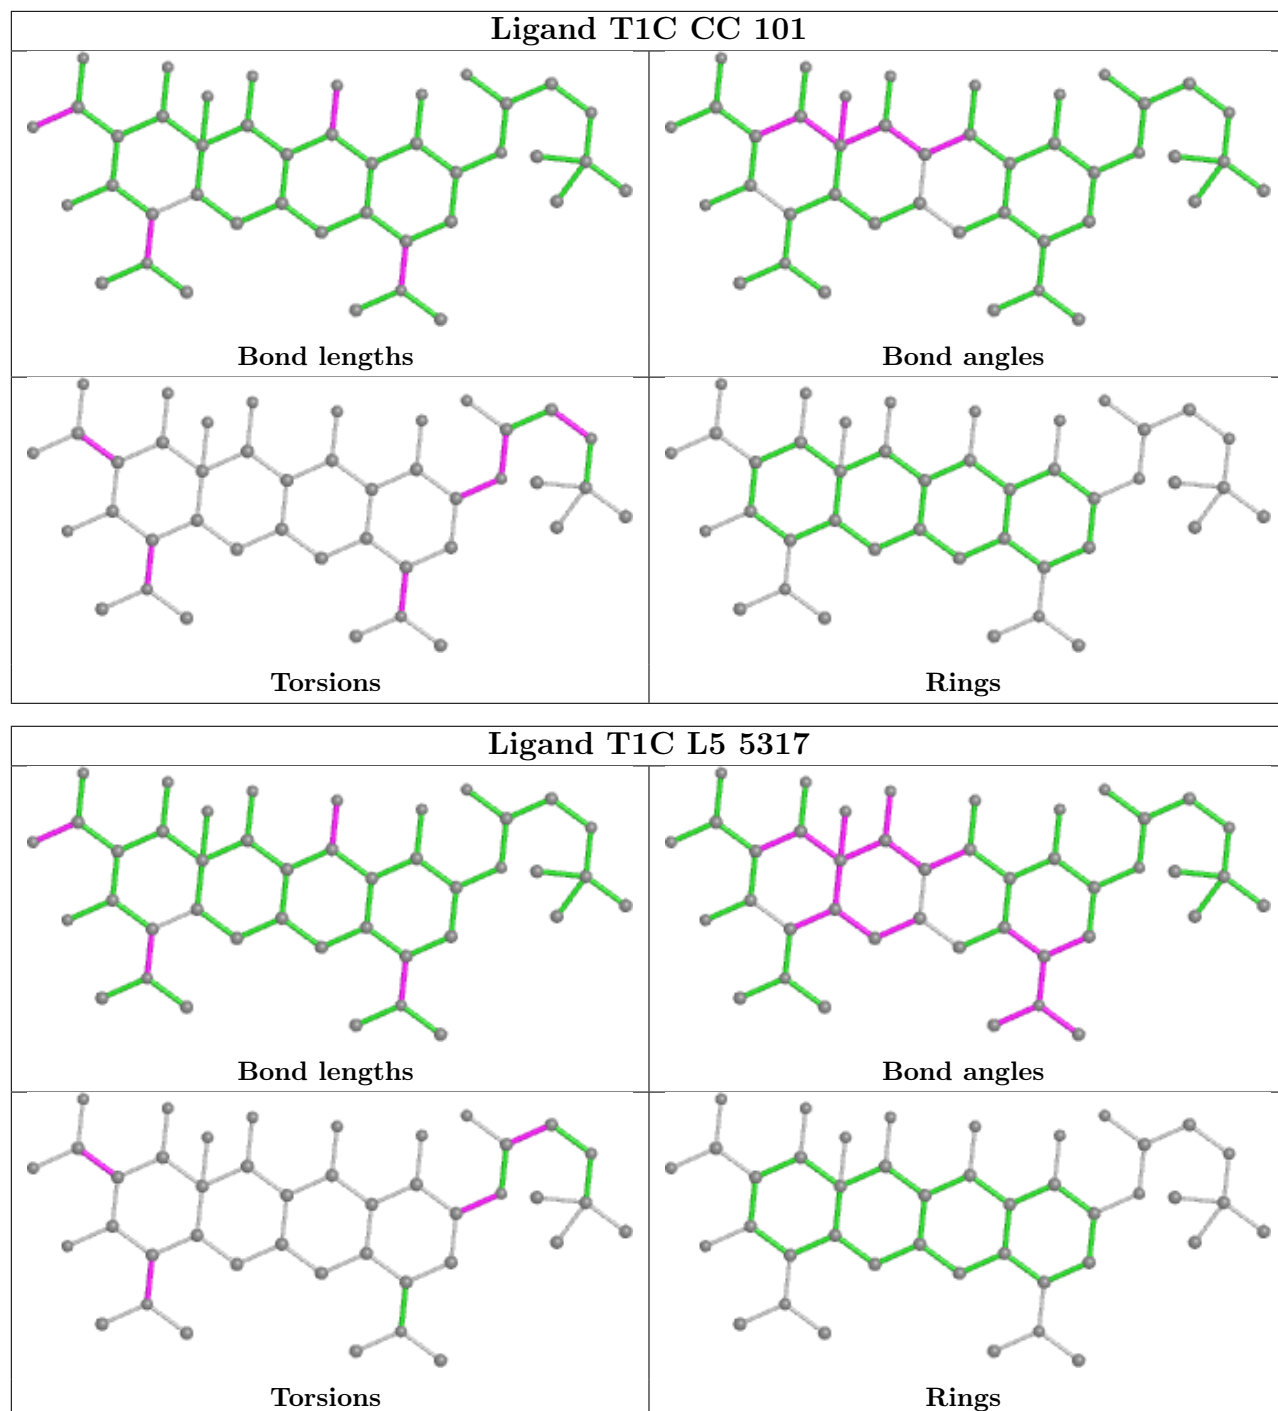 Ligand T1C CC 101
Bond lengths
Bond angles
Torsions
Rings
Ligand T1C L5 5317
Bond lengths
Bond angles
Torsions
Rings